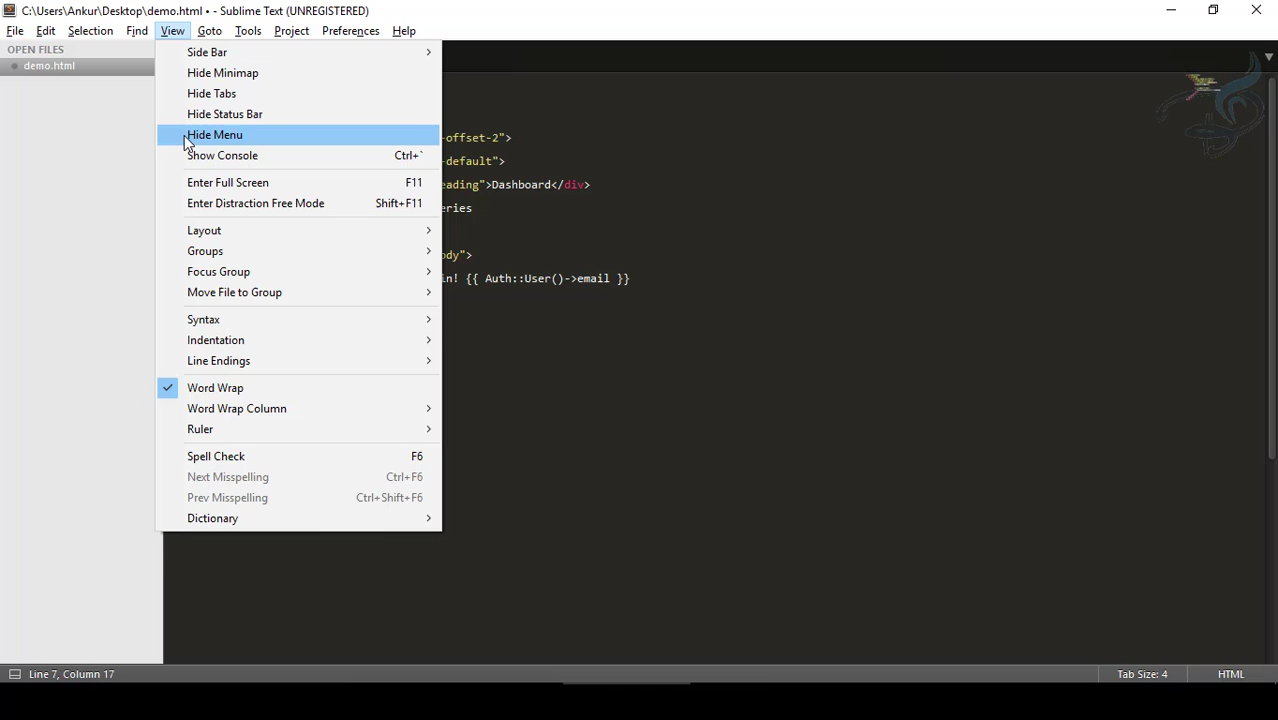 C:\Users\Ankur\Desktop\demo.html • - Sublime Text (UNREGISTERED)
File Edit Selection Find View Goto Tools Project Preferences Help
OPEN FILES
demo.html
Side Bar
Hide Minimap
Hide Tabs
Hide Status Bar
Hide Menu
Show Console Ctrl+`
Enter Full Screen F11
Enter Distraction Free Mode Shift+F11
Layout
Groups
Focus Group
Move File to Group
Syntax
Indentation
Line Endings
Word Wrap
Word Wrap Column
Ruler
Spell Check F6
Next Misspelling Ctrl+F6
Prev Misspelling Ctrl+Shift+F6
Dictionary
-offset-2">
-default">
eading">Dashboard</div>
eries
ody">
in! {{ Auth::User()->email }}
Line 7, Column 17
Tab Size: 4
HTML